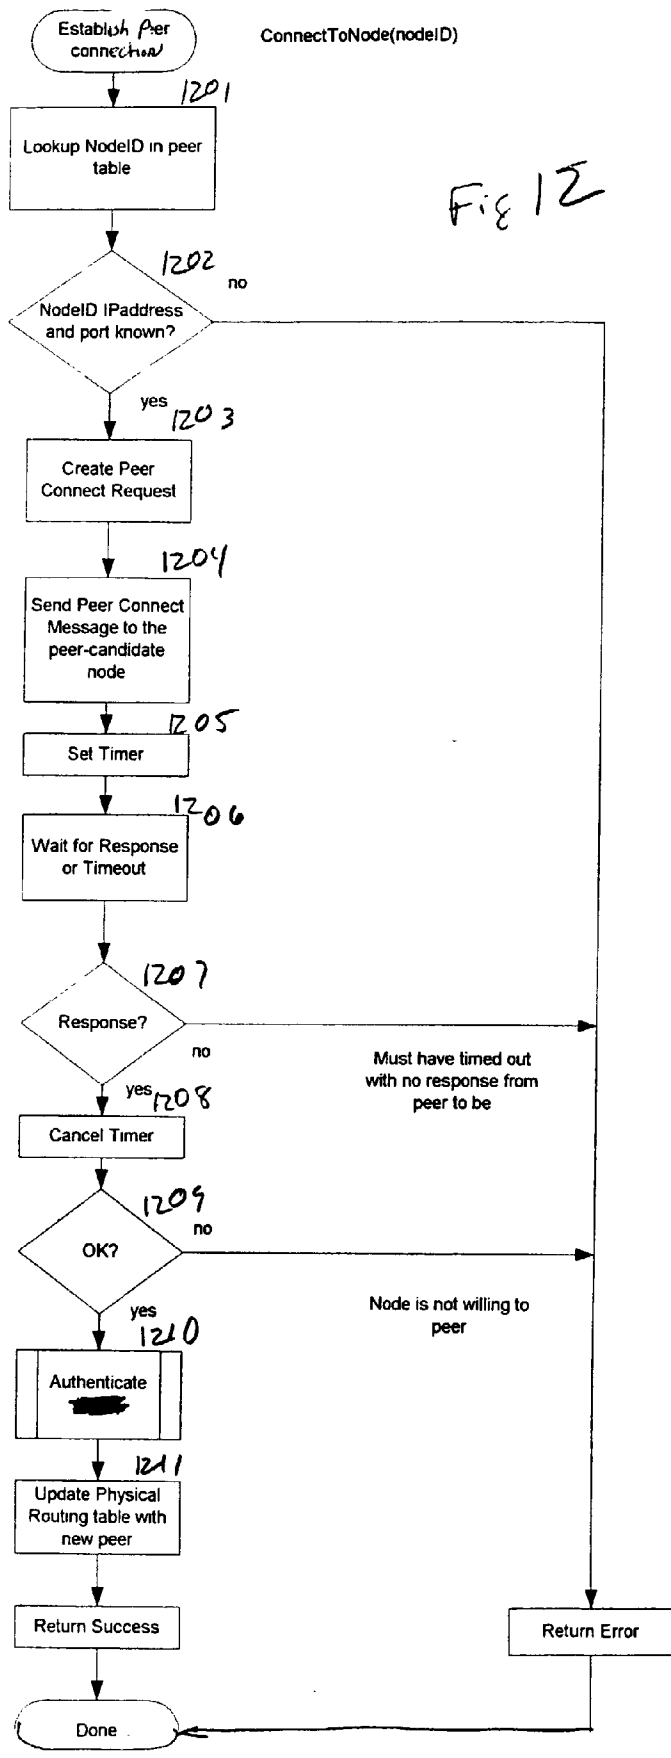 Establish Peer
connection
ConnectToNode(nodeID)
1201
Lookup NodeID in peer
table
Fig 12
1202
no
NodeID IPaddress
and port known?
yes
1203
Create Peer
Connect Request
1204
Send Peer Connect
Message to the
peer-candidate
node
1205
Set Timer
1206
Wait for Response
or Timeout
1207
Response?
no
Must have timed out
with no response from
peer to be
yes
1208
Cancel Timer
1209
no
OK?
Node is not willing to
peer
yes
1210
Authenticate
1211
Update Physical
Routing table with
new peer
Return Success
Return Error
Done